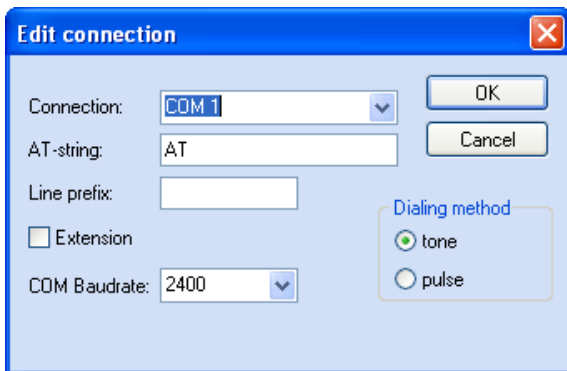 Edit connection
Connection: COM 1
OK
AT-string: AT
Cancel
Line prefix:
Dialing method
Extension
tone
COM Baudrate: 2400
pulse